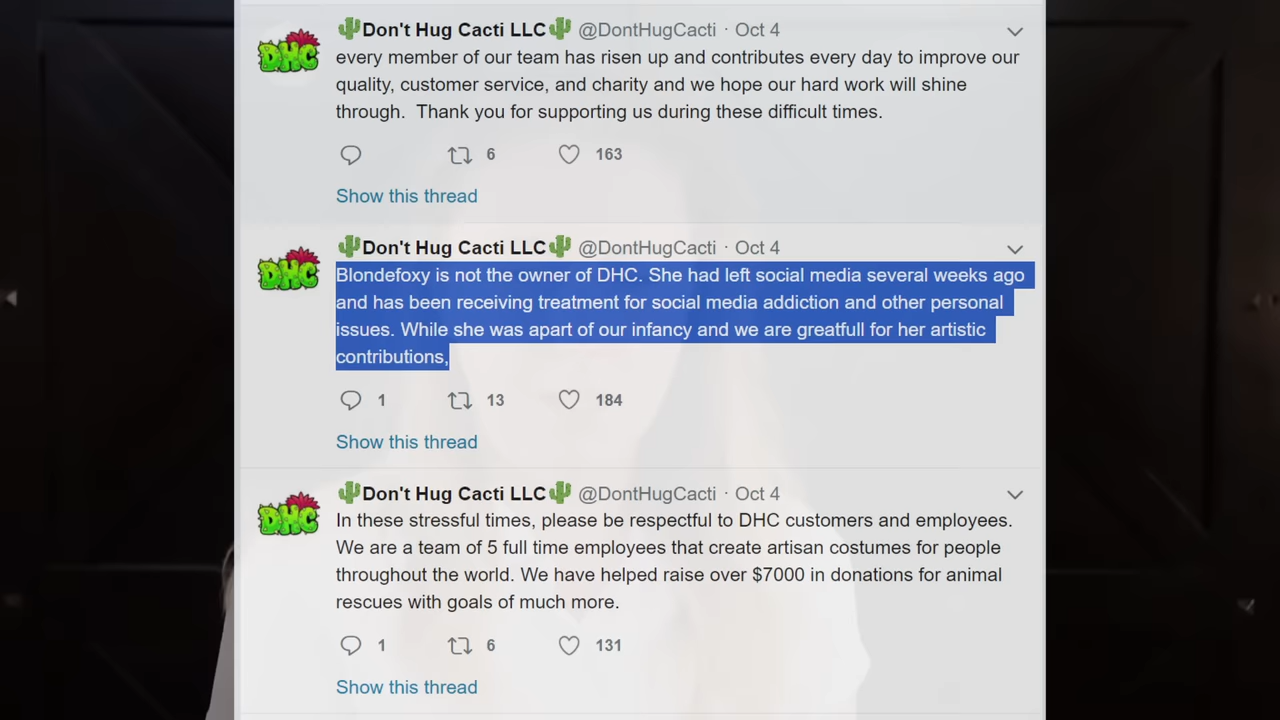 🌵Don't Hug Cacti LLC🌵 @DontHugCacti · Oct 4
DHC
every member of our team has risen up and contributes every day to improve our
quality, customer service, and charity and we hope our hard work will shine
through.  Thank you for supporting us during these difficult times.
6 163
Show this thread
🌵Don't Hug Cacti LLC🌵 @DontHugCacti · Oct 4
DHC
Blondefoxy is not the owner of DHC. She had left social media several weeks ago
and has been receiving treatment for social media addiction and other personal
issues. While she was apart of our infancy and we are greatfull for her artistic
contributions,
1 13 184
Show this thread
🌵Don't Hug Cacti LLC🌵 @DontHugCacti · Oct 4
DHC
In these stressful times, please be respectful to DHC customers and employees.
We are a team of 5 full time employees that create artisan costumes for people
throughout the world. We have helped raise over $7000 in donations for animal
rescues with goals of much more.
1 6 131
Show this thread